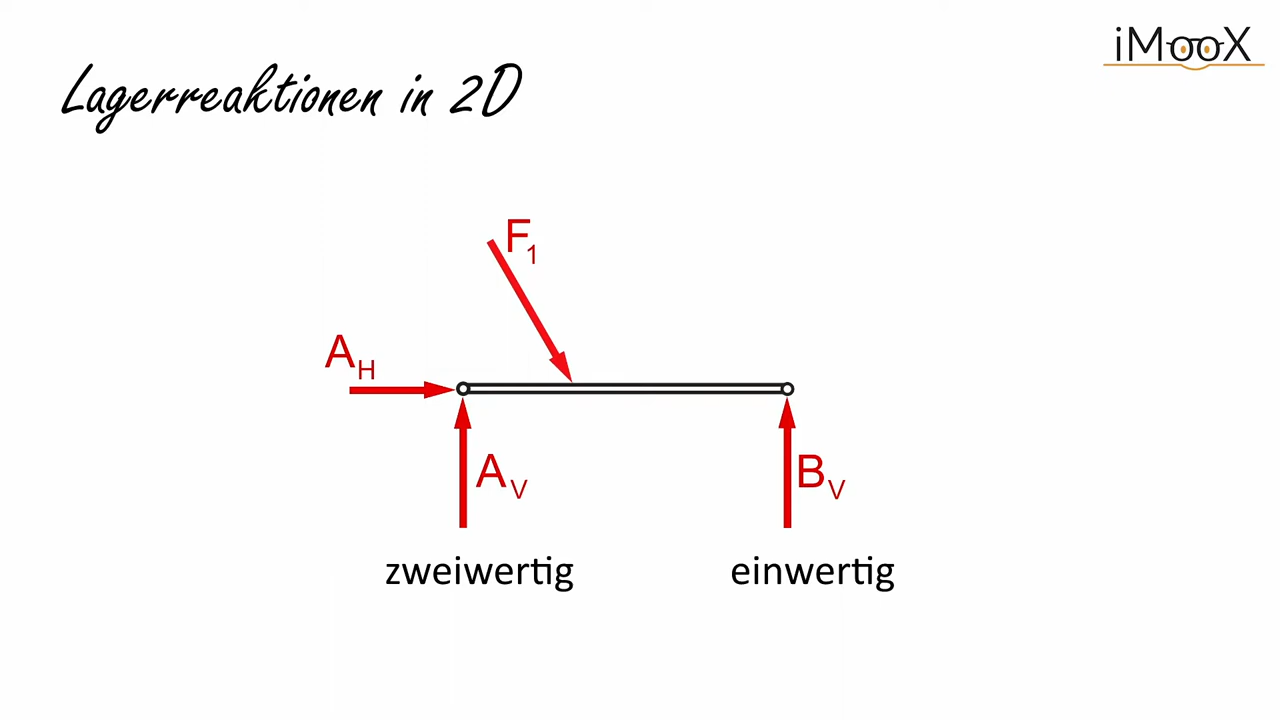 iMooX
Lagerreaktionen in 2D
F1
AH
AV
BV
zweiwertig
einwertig